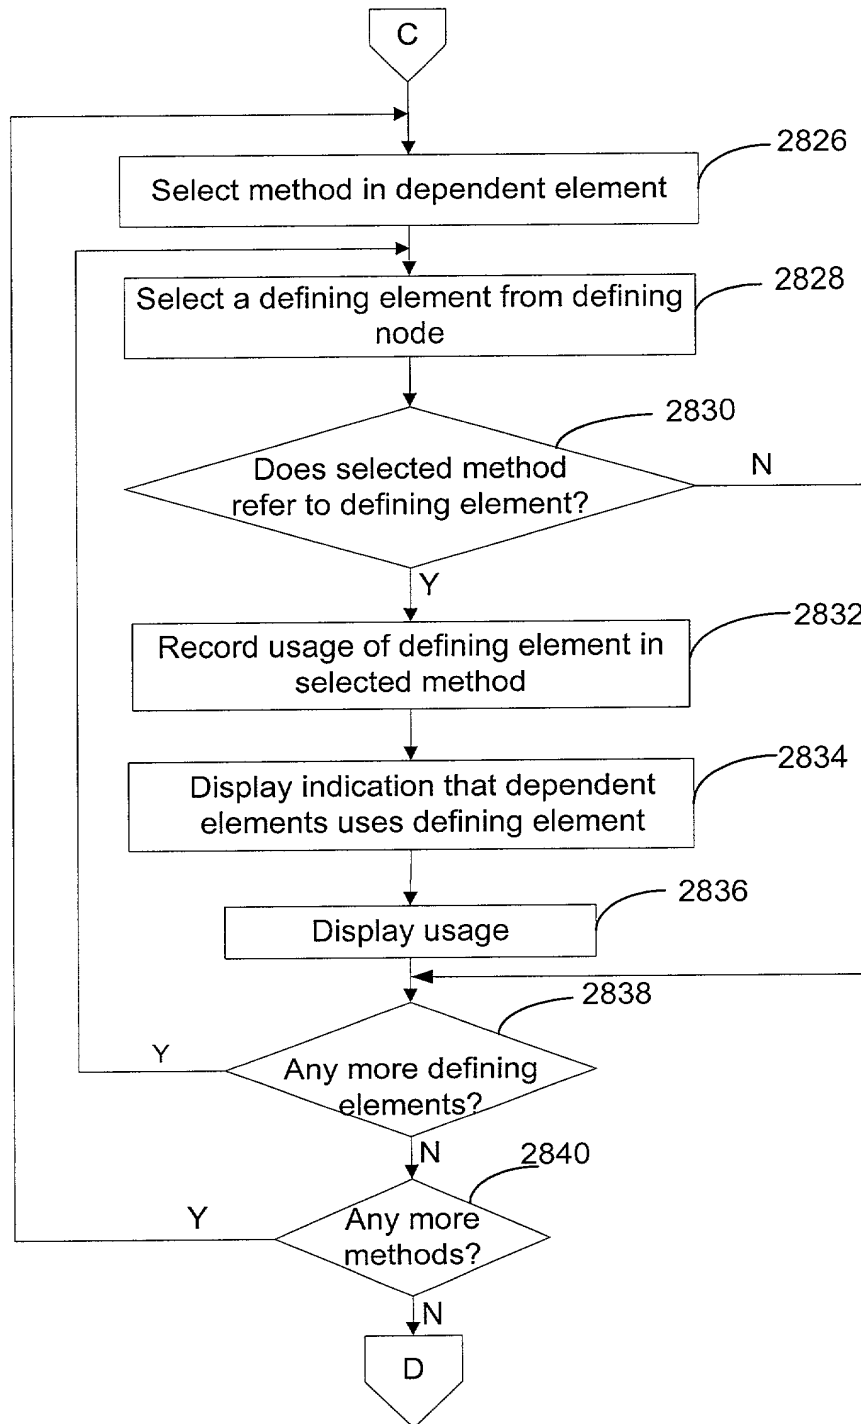 C
2826
Select method in dependent element
2828
Select a defining element from defining
node
2830
Does selected method
refer to defining element?
N
Y
2832
Record usage of defining element in
selected method
2834
Display indication that dependent
elements uses defining element
2836
Display usage
2838
Y
Any more defining
elements?
N
2840
Y
Any more
methods?
N
D